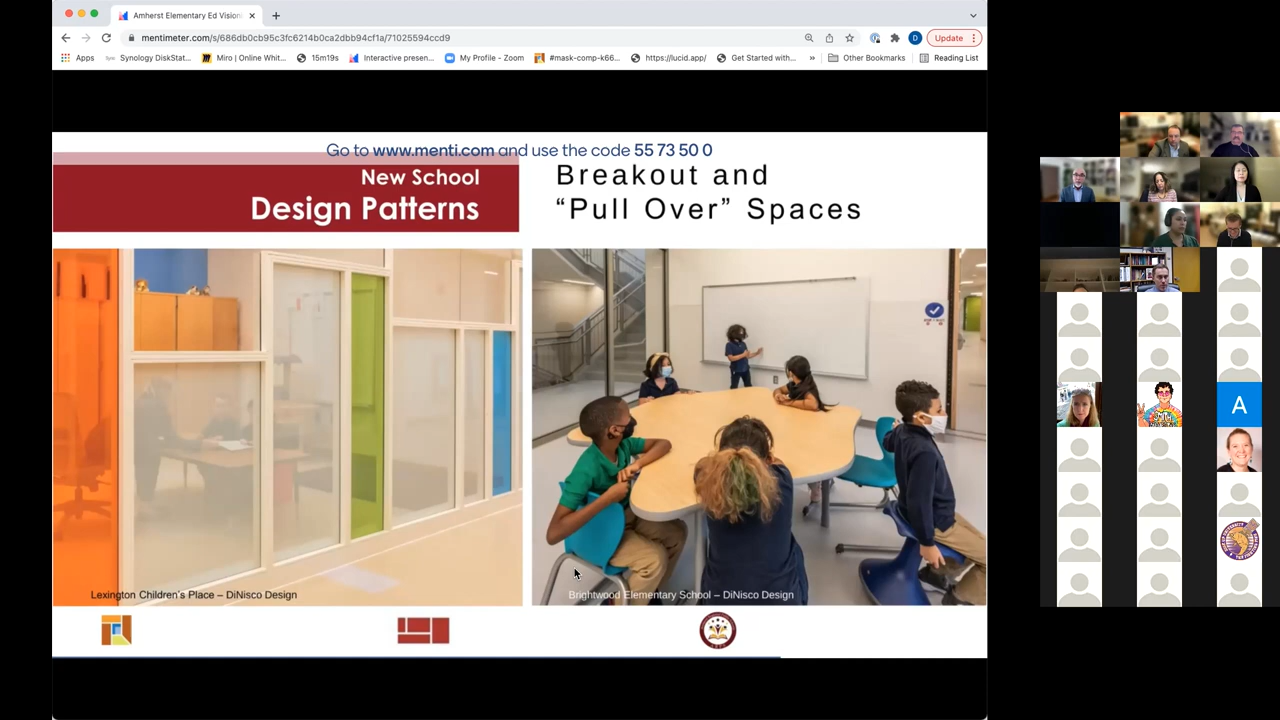 Amherst Elementary Ed Vision
mentimeter.com/s/686db0cb95c3fc6214b0ca2dbb94cf1a/71025594ccd9
Update
Apps
Synology DiskStat...
Miro | Online Whit...
15m19s
Interactive presen...
My Profile - Zoom
#mask-comp-k66...
https://lucid.app/
Get Started with...
»
Other Bookmarks
Reading List
Go to www.menti.com and use the code 55 73 50 0
New School
Design Patterns
Breakout and
“Pull Over” Spaces
Lexington Children's Place – DiNisco Design
Brightwood Elementary School – DiNisco Design
A